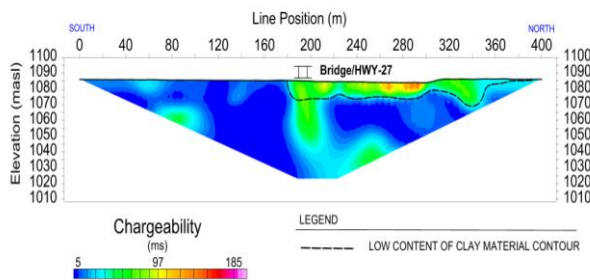 Line Position (m)
SOUTH NORTH
0 40 80 120 160 200 240 280 320 360 400
Bridge/HWY-27
Elevation (masl)
1100 1100
1090 1090
1080 1080
1070 1070
1060 1060
1050 1050
1040 1040
1030 1030
1020 1020
1010 1010
Chargeability
(ms)
5 97 185
LEGEND
LOW CONTENT OF CLAY MATERIAL CONTOUR